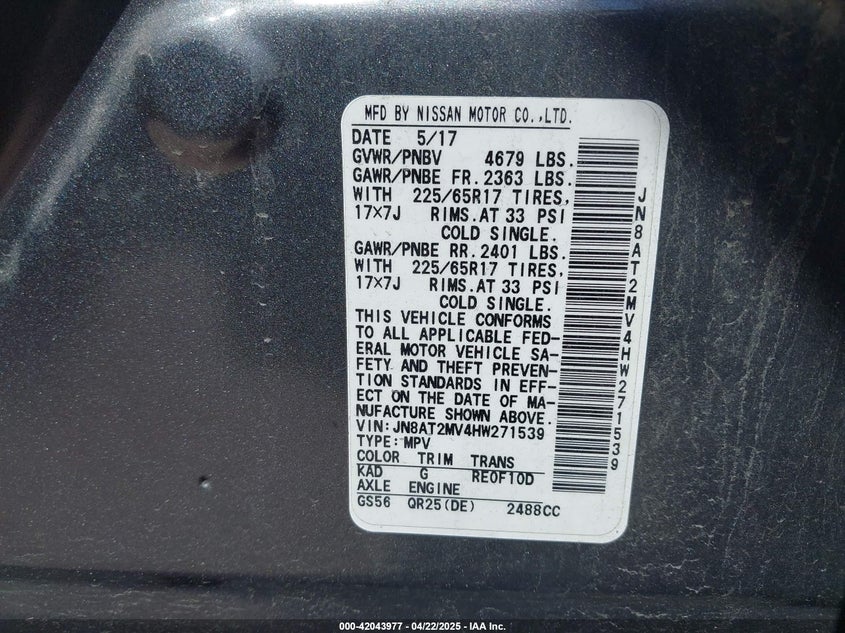 MFD BY NISSAN MOTOR CO.,LTD.
DATE 5/17
GVWR/PNBV 4679 LBS.
GAWR/PNBE FR. 2363 LBS.
WITH 225/65R17 TIRES,
17×7J RIMS.AT 33 PSI
COLD SINGLE.
GAWR/PNBE RR. 2401 LBS.
WITH 225/65R17 TIRES,
17×7J RIMS.AT 33 PSI
COLD SINGLE.
THIS VEHICLE CONFORMS
TO ALL APPLICABLE FED-
ERAL MOTOR VEHICLE SA-
FETY AND THEFT PREVEN-
TION STANDARDS IN EFF-
ECT ON THE DATE OF MA-
NUFACTURE SHOWN ABOVE.
VIN:JN8AT2MV4HW271539
TYPE:MPV
COLOR TRIM TRANS
KAD G RE0F10D
AXLE ENGINE
GS56 QR25(DE) 2488CC
JN8AT2MV4HW271539
000-42043977 - 04/22/2025 - IAA Inc.